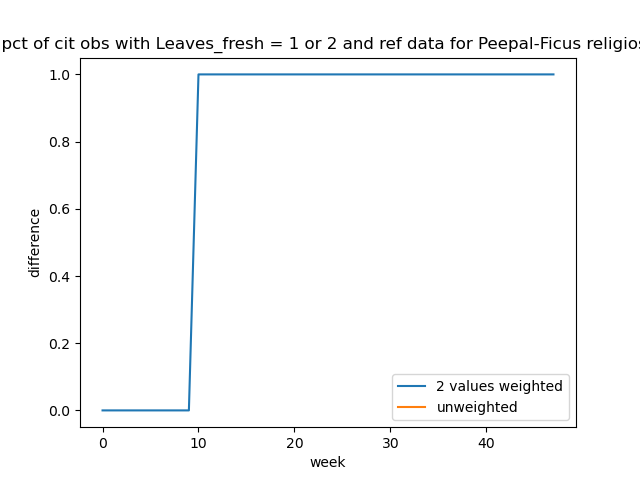 pct of cit obs with Leaves_fresh = 1 or 2 and ref data for Peepal-Ficus
1.0
0.8
0.6
0.4
0.2
0.0
difference
2 values weighted
unweighted
0 10 20 30 40
week